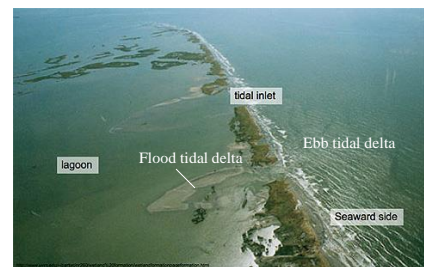 tidal inlet
Ebb tidal delta
Flood tidal delta
lagoon
Seaward side